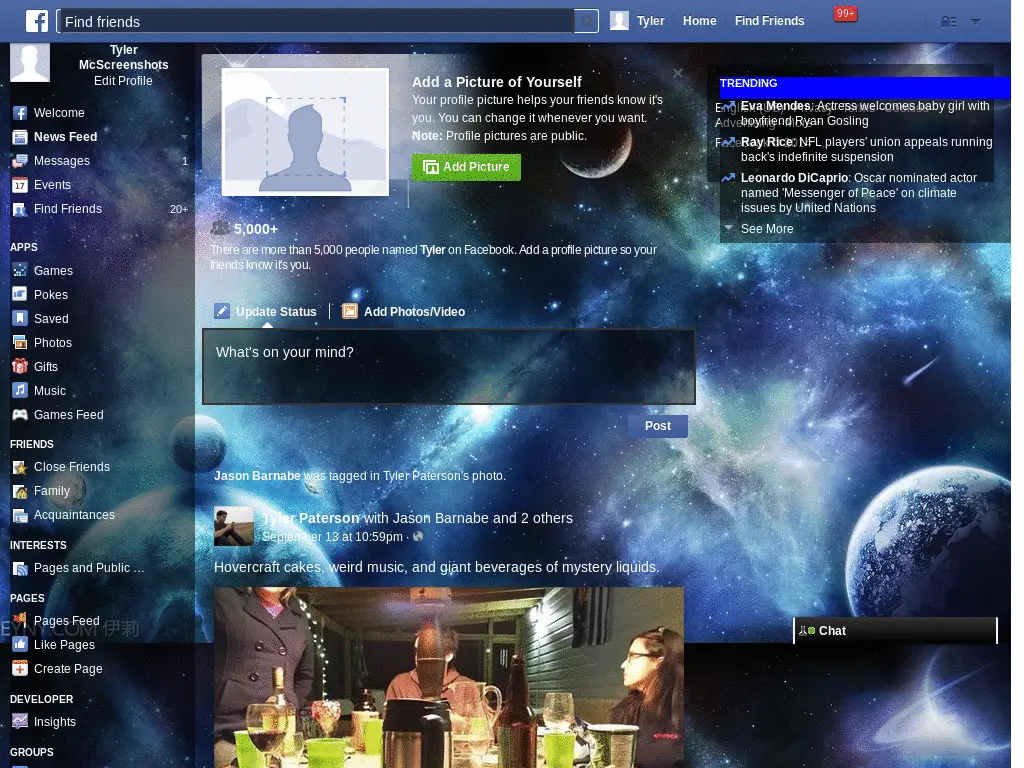 Find friends
Tyler
Home
Find Friends
99+
Tyler
McScreenshots
Edit Profile
Welcome
News Feed
Messages 1
Events
Find Friends 20+
APPS
Games
Pokes
Saved
Photos
Gifts
Music
Games Feed
FRIENDS
Close Friends
Family
Acquaintances
INTERESTS
Pages and Public ...
PAGES
Pages Feed
EYNY.COM 伊莉
Like Pages
Create Page
DEVELOPER
Insights
GROUPS
Add a Picture of Yourself
Your profile picture helps your friends know it's
you. You can change it whenever you want.
Note: Profile pictures are public.
Add Picture
5,000+
There are more than 5,000 people named Tyler on Facebook. Add a profile picture so your
friends know it's you.
Update Status
Add Photos/Video
What's on your mind?
Post
Jason Barnabe was tagged in Tyler Paterson's photo.
Tyler Paterson with Jason Barnabe and 2 others
September 13 at 10:59pm ·
Hovercraft cakes, weird music, and giant beverages of mystery liquids.
TRENDING
Eva Mendes: Actress welcomes baby girl with
boyfriend Ryan Gosling
Ray Rice: NFL players' union appeals running
back's indefinite suspension
Leonardo DiCaprio: Oscar nominated actor
named 'Messenger of Peace' on climate
issues by United Nations
See More
Chat